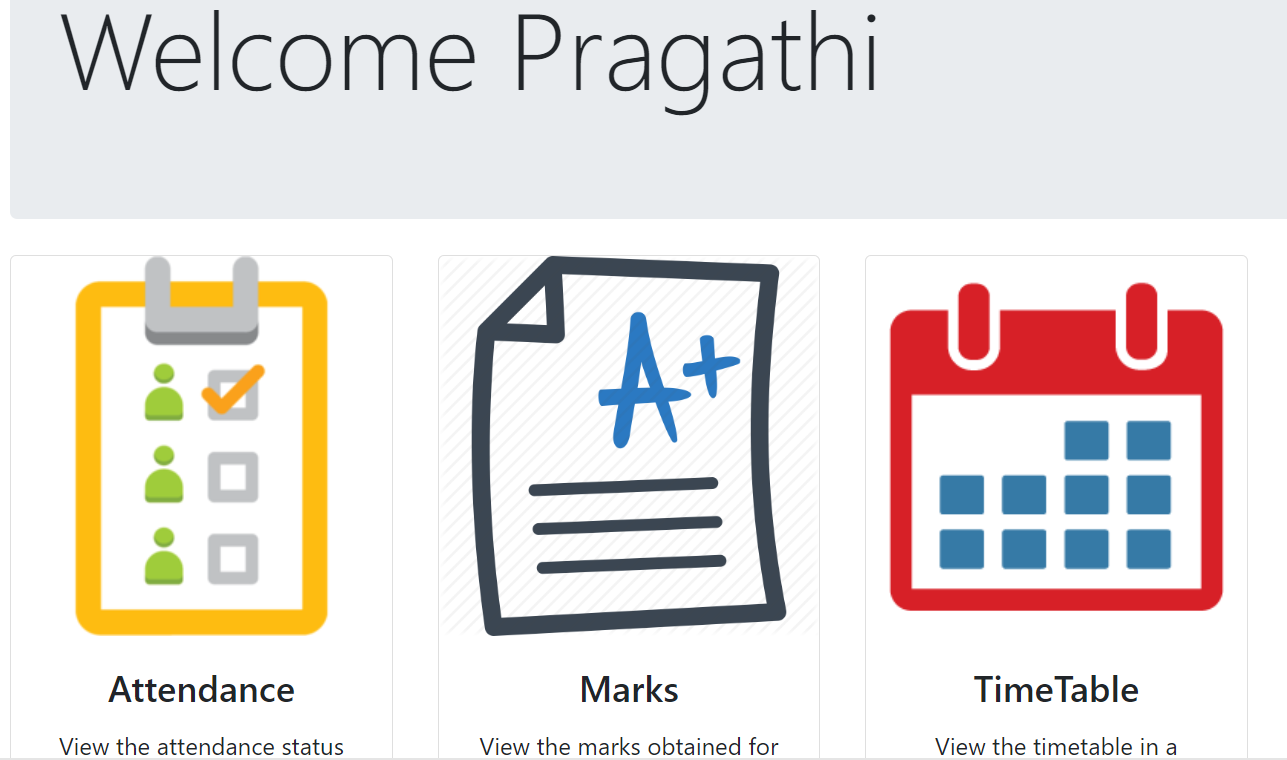 Welcome Pragathi
A+
Attendance
Marks
TimeTable
View the attendance status
View the marks obtained for
View the timetable in a